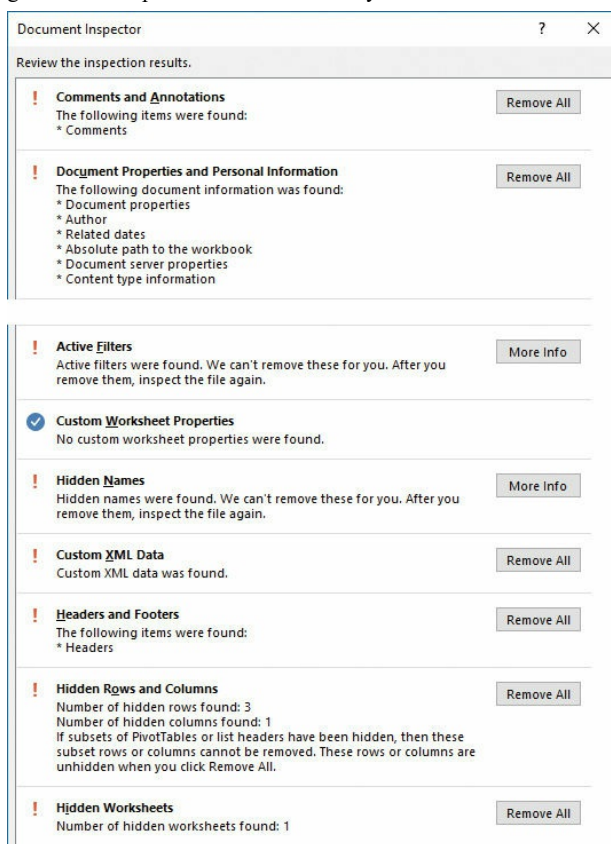 Document Inspector ? ×
Review the inspection results.
! Comments and Annotations
Remove All
The following items were found:
* Comments
! Document Properties and Personal Information
Remove All
The following document information was found:
* Document properties
* Author
* Related dates
* Absolute path to the workbook
* Document server properties
* Content type information
! Active Filters
More Info
Active filters were found. We can't remove these for you. After you
remove them, inspect the file again.
Custom Worksheet Properties
No custom worksheet properties were found.
! Hidden Names
More Info
Hidden names were found. We can't remove these for you. After you
remove them, inspect the file again.
! Custom XML Data
Remove All
Custom XML data was found.
! Headers and Footers
Remove All
The following items were found:
* Headers
! Hidden Rows and Columns
Remove All
Number of hidden rows found: 3
Number of hidden columns found: 1
If subsets of PivotTables or list headers have been hidden, then these
subset rows or columns cannot be removed. These rows or columns are
unhidden when you click Remove All.
! Hidden Worksheets
Remove All
Number of hidden worksheets found: 1